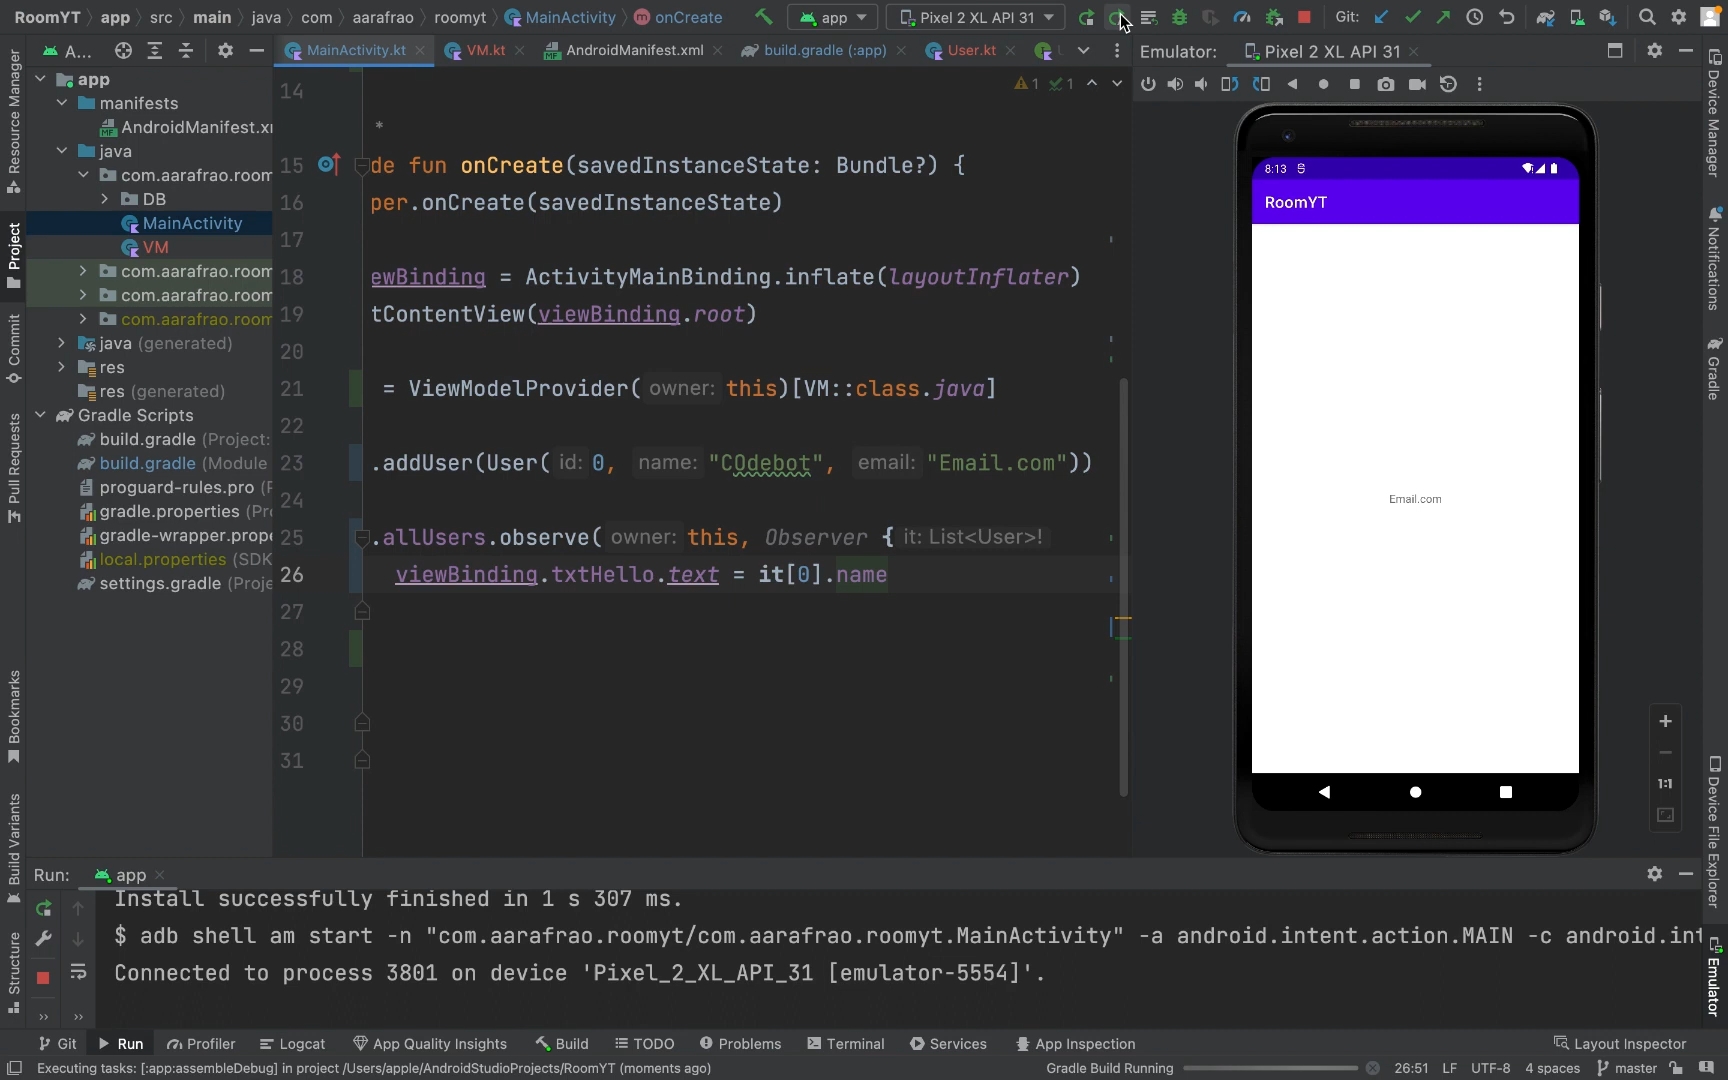 RoomYT app src main java com aarafrao roomyt MainActivity onCreate app Pixel 2 XL API 31 Git:
A... MainActivity.kt VM.kt AndroidManifest.xml build.gradle (:app) User.kt Emulator: Pixel 2 XL API 31
app
manifests
AndroidManifest.xm
java
com.aarafrao.room
DB
MainActivity
VM
com.aarafrao.room
com.aarafrao.room
com.aarafrao.room
java (generated)
res
res (generated)
Gradle Scripts
build.gradle (Project:
build.gradle (Module
proguard-rules.pro
gradle.properties
gradle-wrapper.prope
local.properties (SDK
settings.gradle (Proje
1 1
14
*
15 de fun onCreate(savedInstanceState: Bundle?) {
16 per.onCreate(savedInstanceState)
17
18 ewBinding = ActivityMainBinding.inflate(layoutInflater)
19 tContentView(viewBinding.root)
20
21 = ViewModelProvider( owner: this)[VM::class.java]
22
23 .addUser(User( id: 0, name: "COdebot", email: "Email.com"))
24
25 .allUsers.observe( owner: this, Observer { it: List<User>!
26 viewBinding.txtHello.text = it[0].name
27
28
29
30
31
8:13
RoomYT
Email.com
1:1
Resource Manager
Project
Commit
Pull Requests
Bookmarks
Build Variants
Structure
Device Manager
Notifications
Gradle
Device File Explorer
Emulator
Run: app
Install successfully finished in 1 s 307 ms.
$ adb shell am start -n "com.aarafrao.roomyt/com.aarafrao.roomyt.MainActivity" -a android.intent.action.MAIN -c android.int
Connected to process 3801 on device 'Pixel_2_XL_API_31 [emulator-5554]'.
Git Run Profiler Logcat App Quality Insights Build TODO Problems Terminal Services App Inspection Layout Inspector
Executing tasks: [:app:assembleDebug] in project /Users/apple/AndroidStudioProjects/RoomYT (moments ago) Gradle Build Running 26:51 LF UTF-8 4 spaces master